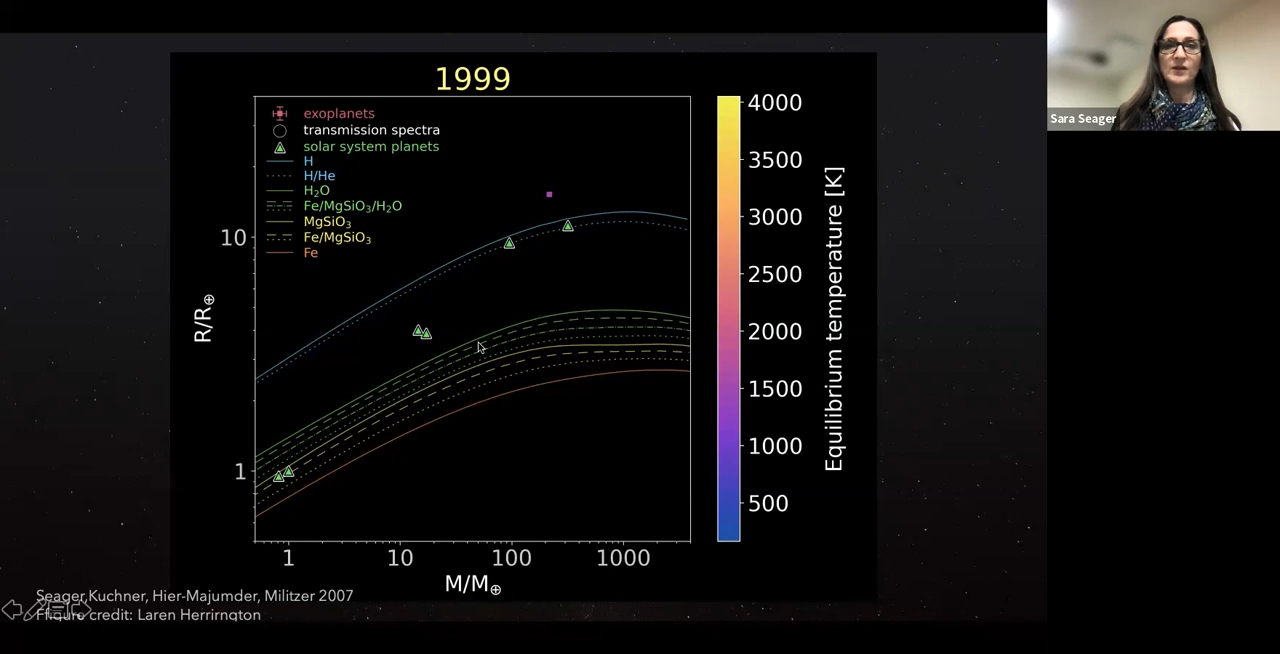 1999
exoplanets
transmission spectra
solar system planets
H
H/He
H₂O
Fe/MgSiO₃/H₂O
MgSiO₃
Fe/MgSiO₃
Fe
10
1
R/R⊕
1 10 100 1000
M/M⊕
4000
3500
3000
2500
2000
1500
1000
500
Equilibrium temperature [K]
Seager,Kuchner, Hier-Majumder, Militzer 2007
FIigure credit: Laren Herrirngton
Sara Seager